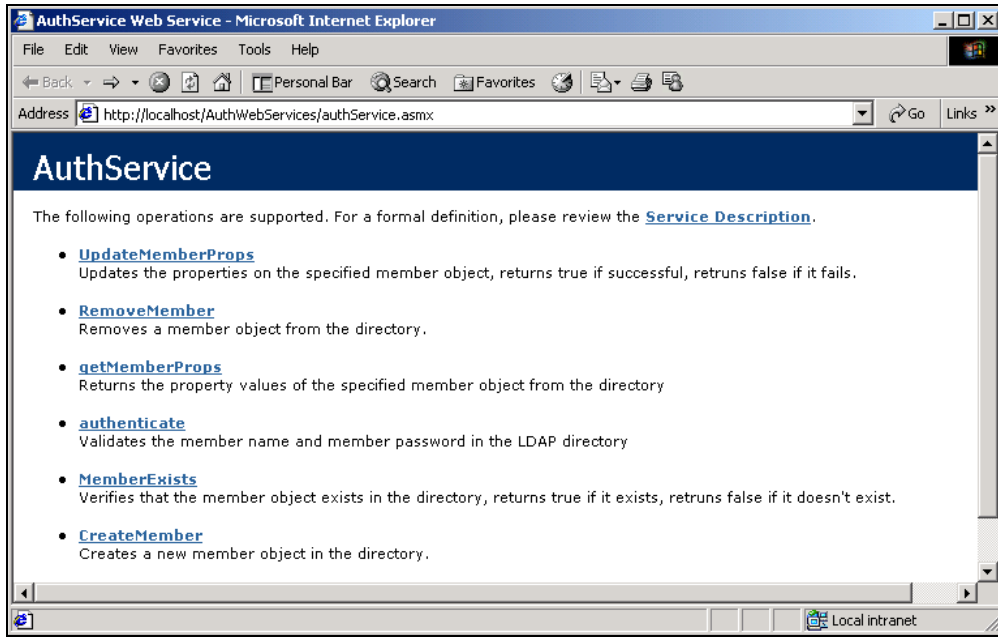 AuthService Web Service - Microsoft Internet Explorer
File Edit View Favorites Tools Help
Back Personal Bar Search Favorites
Address http://localhost/AuthWebServices/authService.asmx Go Links »
AuthService
The following operations are supported. For a formal definition, please review the Service Description.
• UpdateMemberProps
Updates the properties on the specified member object, returns true if successful, retruns false if it fails.
• RemoveMember
Removes a member object from the directory.
• getMemberProps
Returns the property values of the specified member object from the directory
• authenticate
Validates the member name and member password in the LDAP directory
• MemberExists
Verifies that the member object exists in the directory, returns true if it exists, retruns false if it doesn't exist.
• CreateMember
Creates a new member object in the directory.
Local intranet